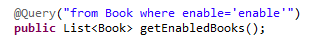 @Query("from Book where enable='enable'")
public List<Book> getEnabledBooks();